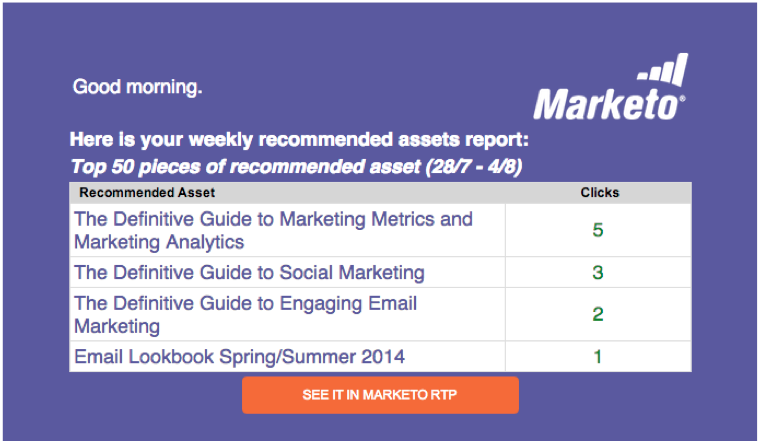 Good morning.
Marketo®
Here is your weekly recommended assets report:
Top 50 pieces of recommended asset (28/7 - 4/8)
Recommended Asset Clicks
The Definitive Guide to Marketing Metrics and
Marketing Analytics
5
The Definitive Guide to Social Marketing 3
The Definitive Guide to Engaging Email
Marketing
2
Email Lookbook Spring/Summer 2014 1
SEE IT IN MARKETO RTP